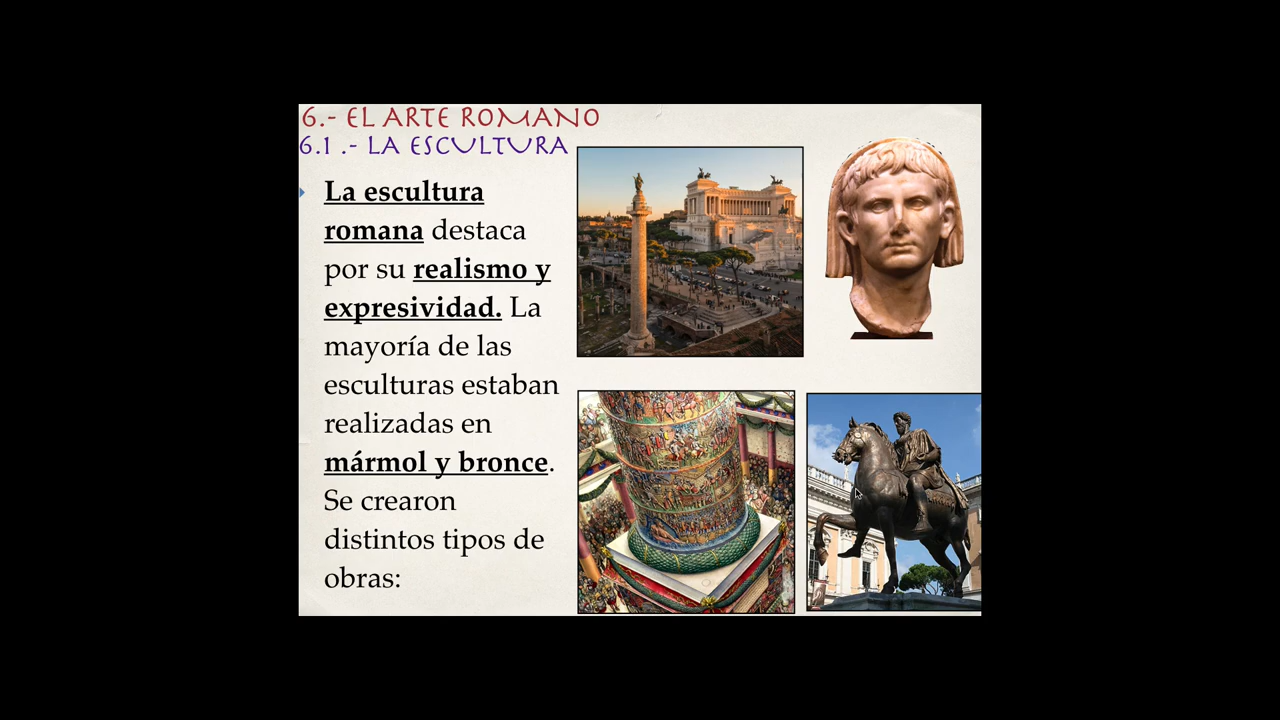 6.- EL ARTE ROMANO
6.1 .- LA ESCULTURA
La escultura
romana destaca
por su realismo y
expresividad. La
mayoría de las
esculturas estaban
realizadas en
mármol y bronce.
Se crearon
distintos tipos de
obras: